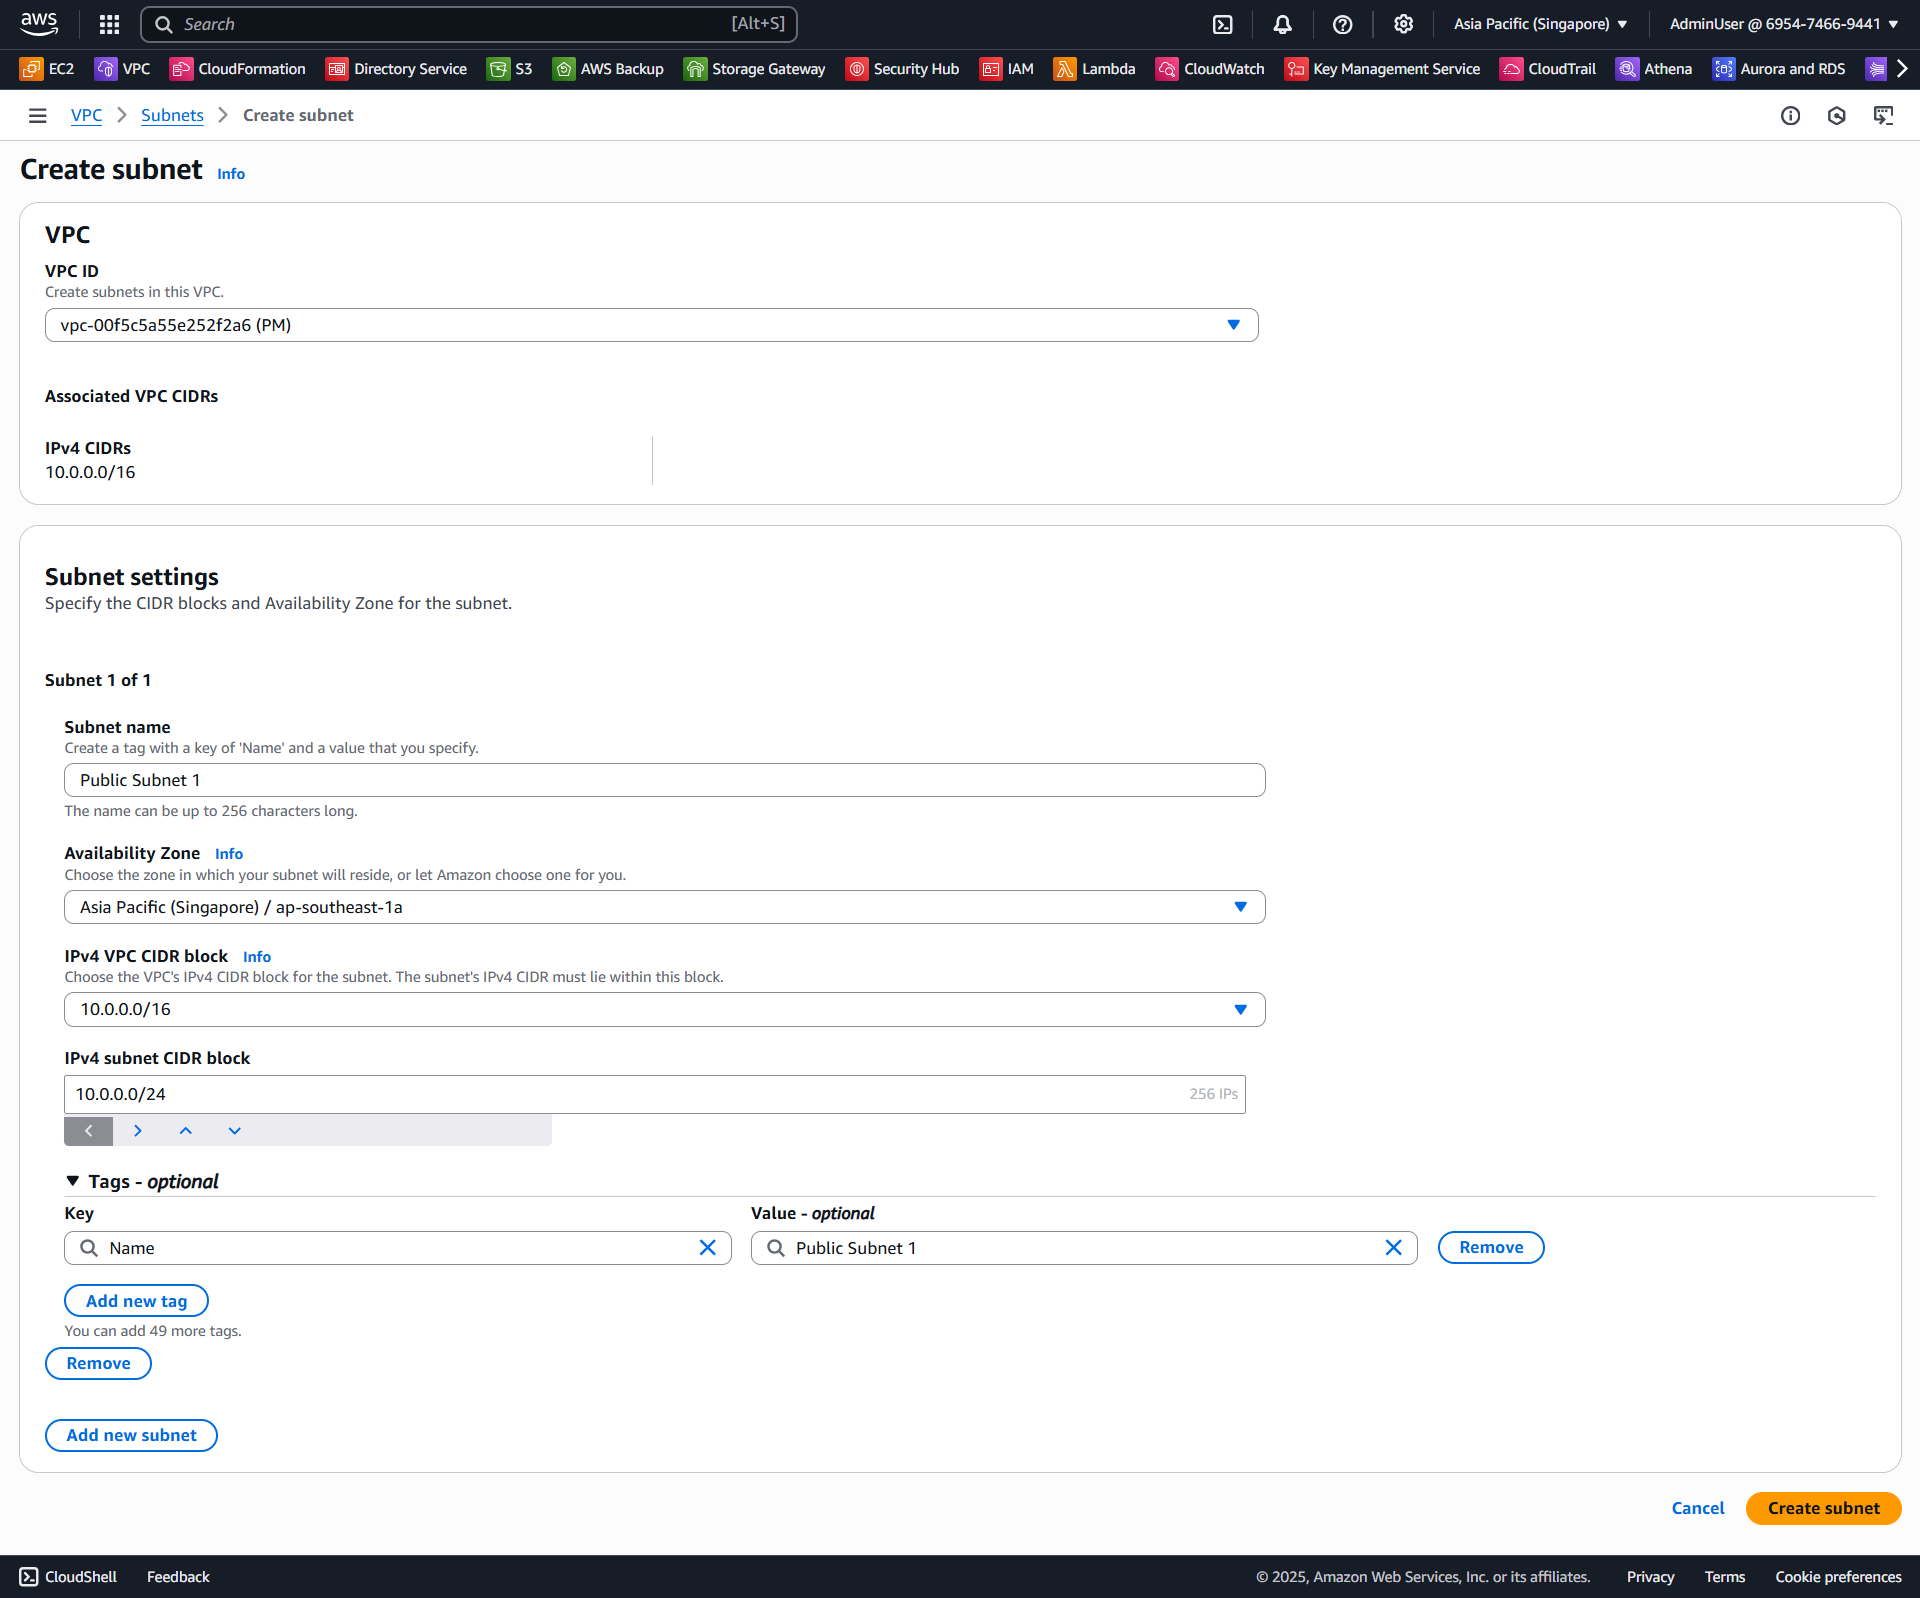 aws Search [Alt+S] Asia Pacific (Singapore) AdminUser @ 6954-7466-9441
EC2 VPC CloudFormation Directory Service S3 AWS Backup Storage Gateway Security Hub IAM Lambda CloudWatch Key Management Service CloudTrail Athena Aurora and RDS
VPC Subnets Create subnet
Create subnet Info
VPC
VPC ID
Create subnets in this VPC.
vpc-00f5c5a55e252f2a6 (PM)
Associated VPC CIDRs
IPv4 CIDRs
10.0.0.0/16
Subnet settings
Specify the CIDR blocks and Availability Zone for the subnet.
Subnet 1 of 1
Subnet name
Create a tag with a key of 'Name' and a value that you specify.
Public Subnet 1
The name can be up to 256 characters long.
Availability Zone Info
Choose the zone in which your subnet will reside, or let Amazon choose one for you.
Asia Pacific (Singapore) / ap-southeast-1a
IPv4 VPC CIDR block Info
Choose the VPC's IPv4 CIDR block for the subnet. The subnet's IPv4 CIDR must lie within this block.
10.0.0.0/16
IPv4 subnet CIDR block
10.0.0.0/24 256 IPs
Tags - optional
Key Value - optional
Name Public Subnet 1 Remove
Add new tag
You can add 49 more tags.
Remove
Add new subnet
Cancel Create subnet
CloudShell Feedback © 2025, Amazon Web Services, Inc. or its affiliates. Privacy Terms Cookie preferences